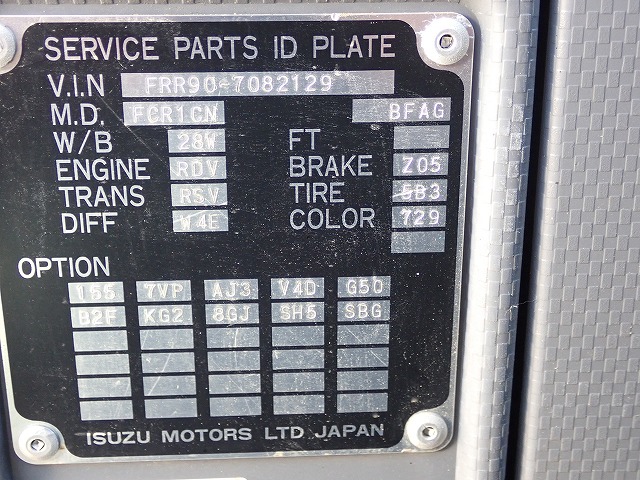 SERVICE PARTS ID PLATE
V.I.N FRR90-7082129
M.D. FCR1CN BFAG
W/B 28W FT
ENGINE RDV BRAKE Z05
TRANS RSV TIRE 5B3
DIFF W4E COLOR 729
OPTION
155 7VP AJ3 V4D G50
B2F KG2 8GJ SH5 SBG
ISUZU MOTORS LTD JAPAN